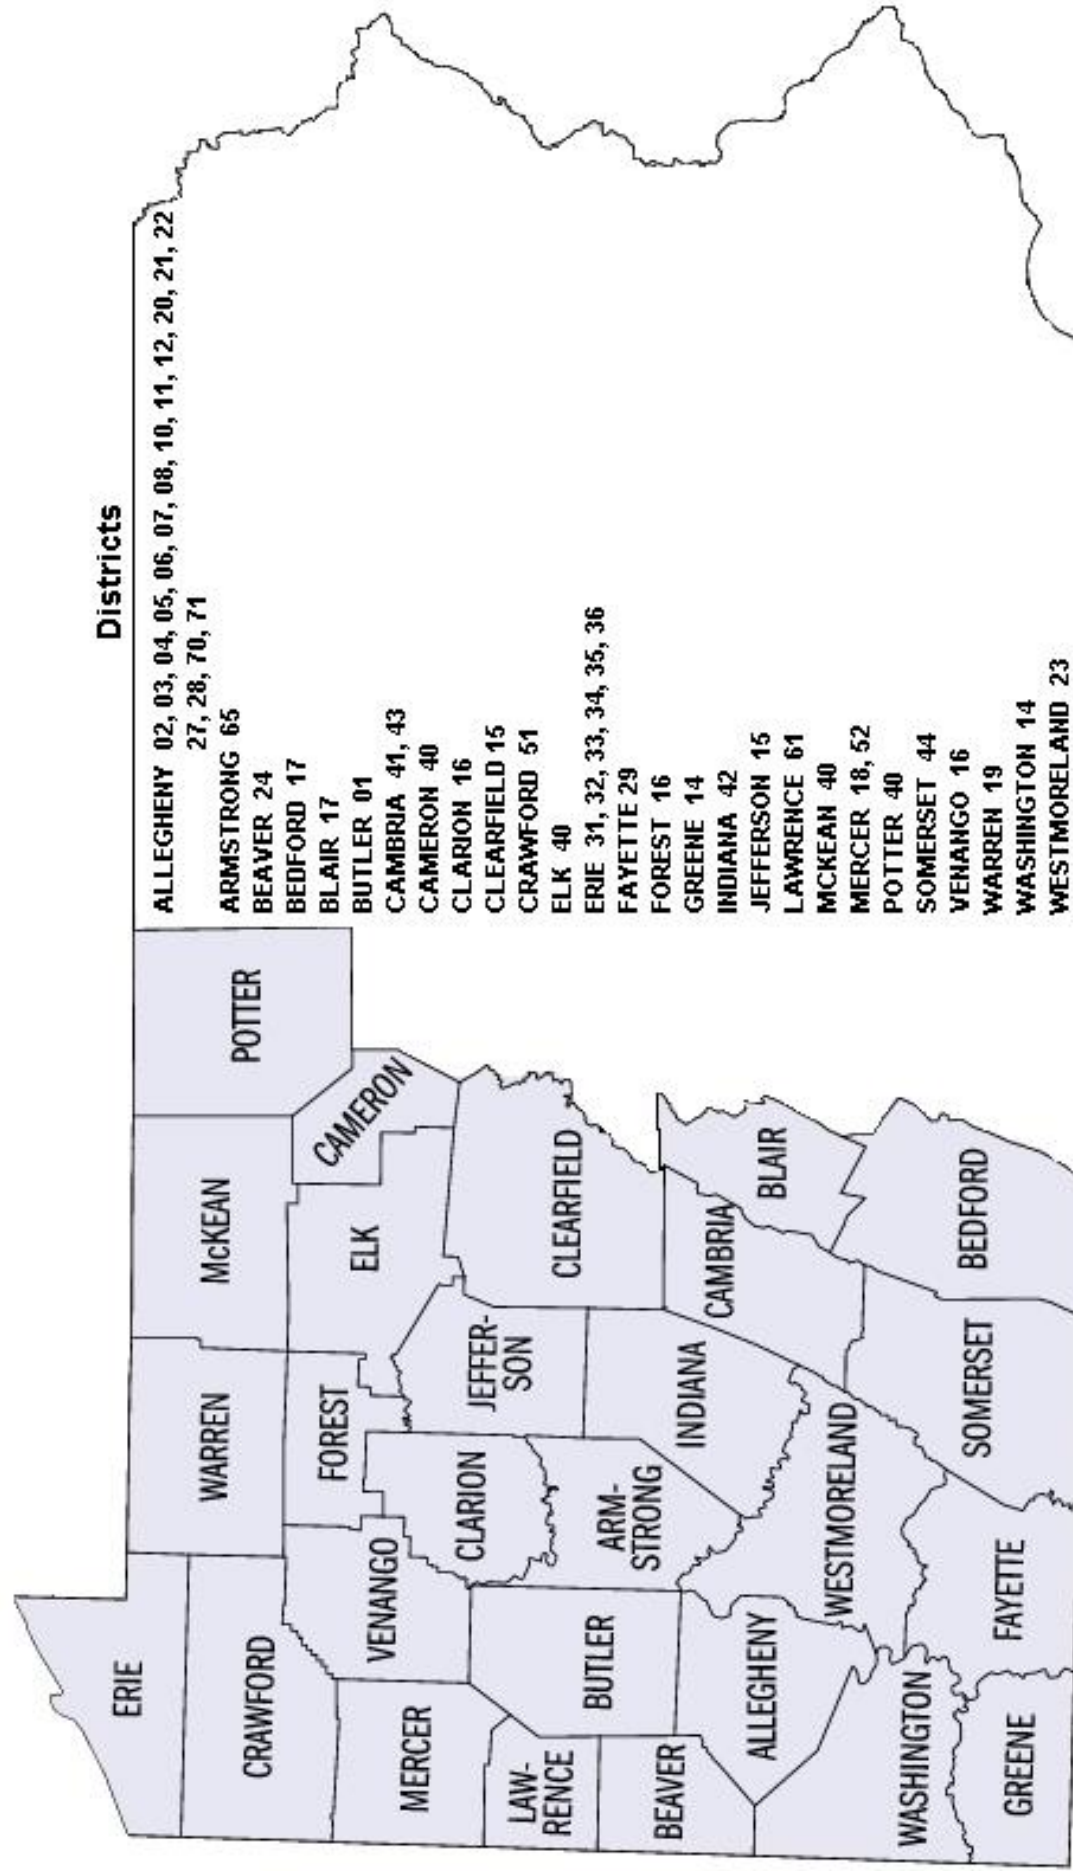 Districts
ALLEGHENY 02, 03, 04, 05, 06, 07, 08, 10, 11, 12, 20, 21, 22
27, 28, 70, 71
ARMSTRONG 65
BEAVER 24
BEDFORD 17
BLAIR 17
BUTLER 01
CAMBRIA 41, 43
CAMERON 40
CLARION 16
CLEARFIELD 15
CRAWFORD 51
ELK 40
ERIE 31, 32, 33, 34, 35, 36
FAYETTE 29
FOREST 16
GREENE 14
INDIANA 42
JEFFERSON 15
LAWRENCE 61
MCKEAN 40
MERCER 18, 52
POTTER 40
SOMERSET 44
VENANGO 16
WARREN 19
WASHINGTON 14
WESTMORELAND 23
ERIE
CRAWFORD
WARREN
McKEAN
POTTER
MERCER
VENANGO
FOREST
ELK
CAMERON
LAW-
RENCE
BUTLER
CLARION
JEFFER-
SON
CLEARFIELD
BEAVER
ARM-
STRONG
INDIANA
CAMBRIA
BLAIR
ALLEGHENY
WESTMORELAND
WASHINGTON
GREENE
FAYETTE
SOMERSET
BEDFORD